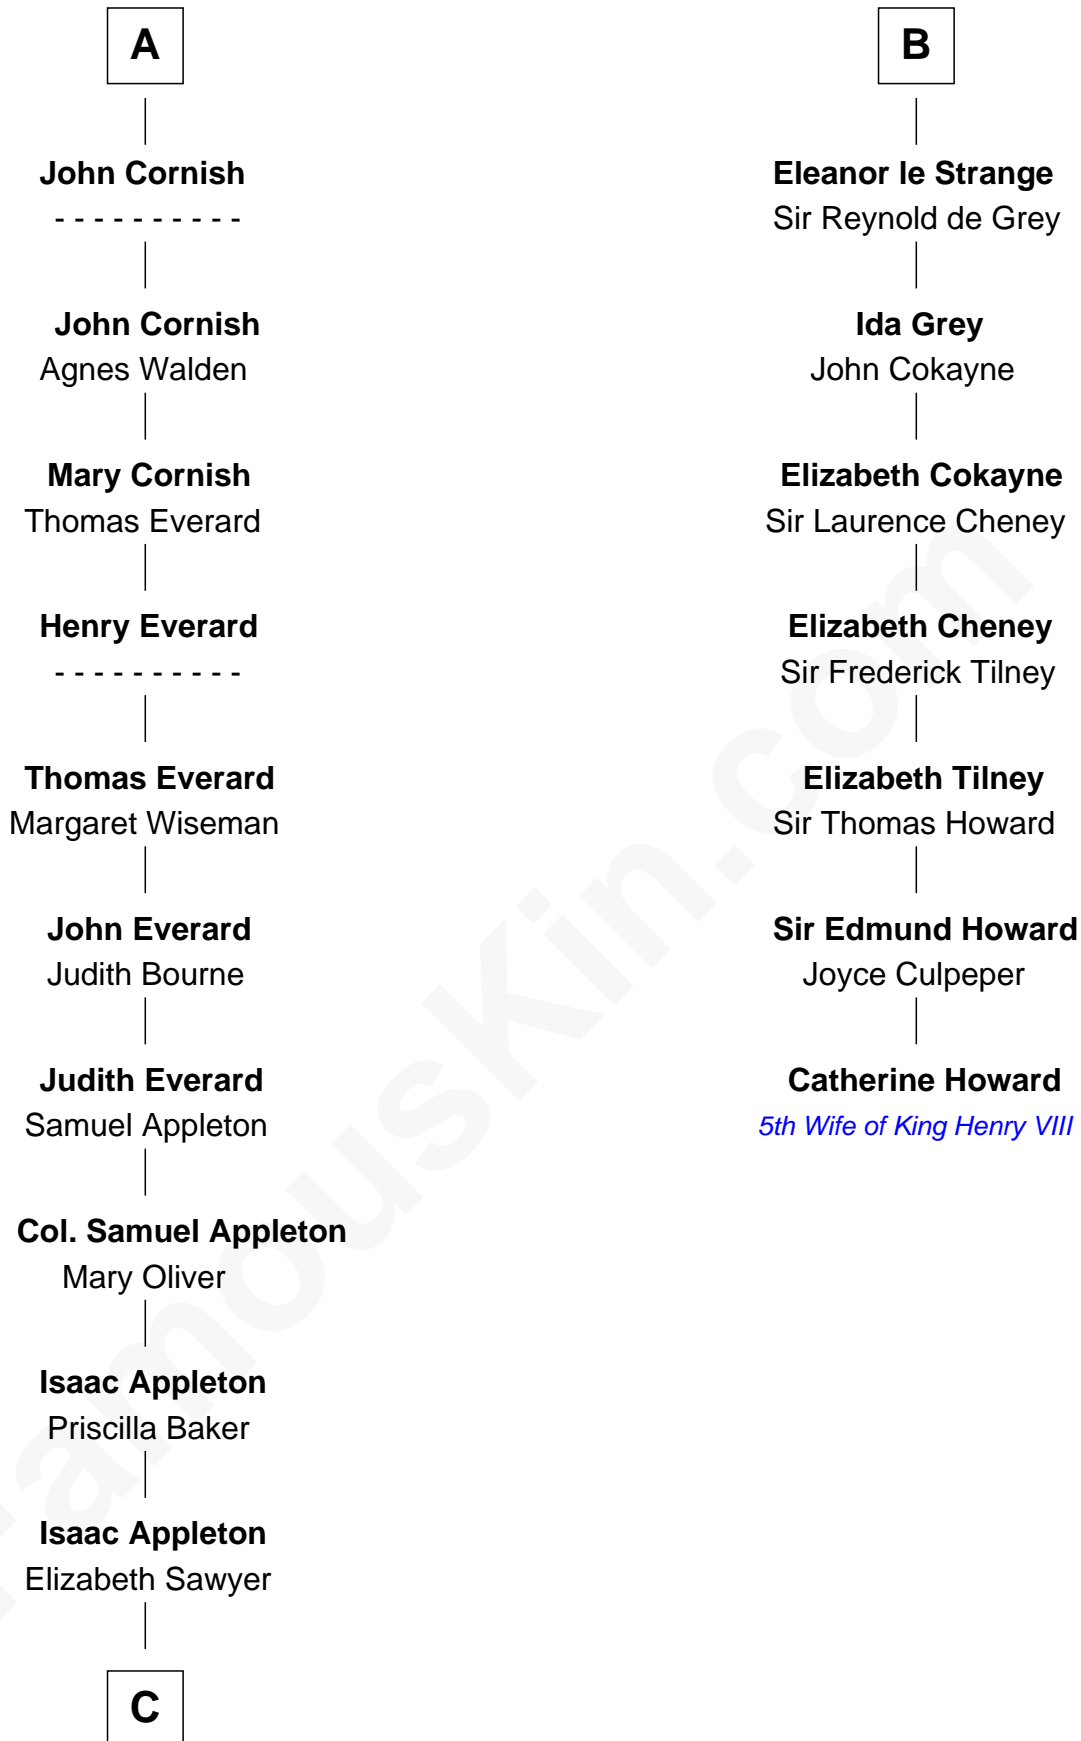 A
John Cornish
- - - - - - - - - -
John Cornish
Agnes Walden
Mary Cornish
Thomas Everard
Henry Everard
- - - - - - - - - -
Thomas Everard
Margaret Wiseman
John Everard
Judith Bourne
Judith Everard
Samuel Appleton
Col. Samuel Appleton
Mary Oliver
Isaac Appleton
Priscilla Baker
Isaac Appleton
Elizabeth Sawyer
C
B
Eleanor le Strange
Sir Reynold de Grey
Ida Grey
John Cokayne
Elizabeth Cokayne
Sir Laurence Cheney
Elizabeth Cheney
Sir Frederick Tilney
Elizabeth Tilney
Sir Thomas Howard
Sir Edmund Howard
Joyce Culpeper
Catherine Howard
5th Wife of King Henry VIII
FamousKin.com